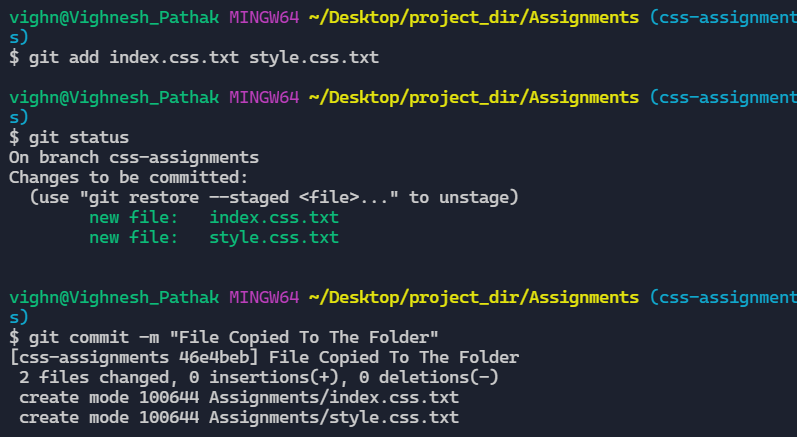 vighn@Vighnesh_Pathak MINGW64 ~/Desktop/project_dir/Assignments (css-assignment
s)
$ git add index.css.txt style.css.txt
vighn@Vighnesh_Pathak MINGW64 ~/Desktop/project_dir/Assignments (css-assignment
s)
$ git status
On branch css-assignments
Changes to be committed:
  (use "git restore --staged <file>..." to unstage)
        new file:   index.css.txt
        new file:   style.css.txt
vighn@Vighnesh_Pathak MINGW64 ~/Desktop/project_dir/Assignments (css-assignment
s)
$ git commit -m "File Copied To The Folder"
[css-assignments 46e4beb] File Copied To The Folder
 2 files changed, 0 insertions(+), 0 deletions(-)
 create mode 100644 Assignments/index.css.txt
 create mode 100644 Assignments/style.css.txt